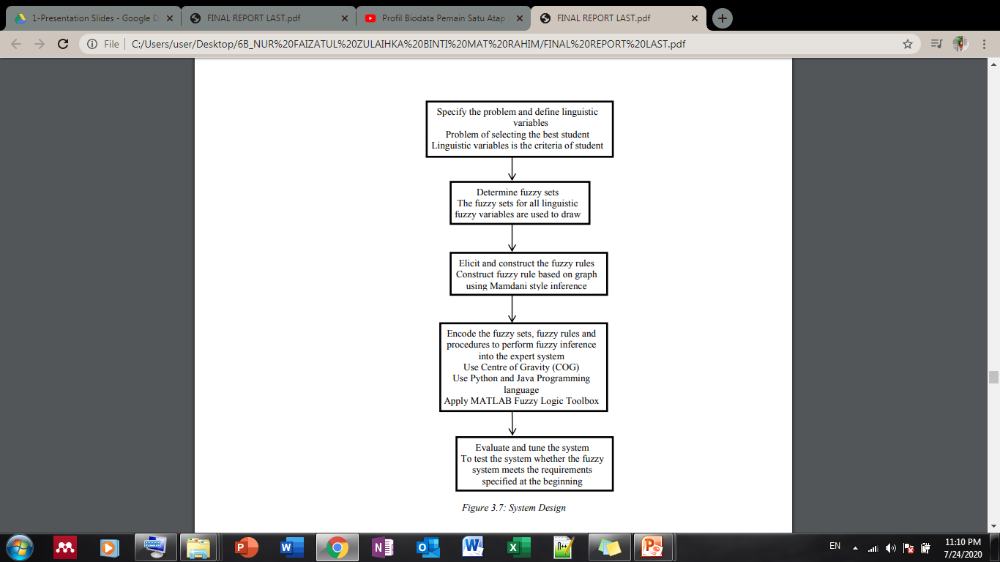 1-Presentation Slides - Google D
FINAL REPORT LAST.pdf
Profil Biodata Pemain Satu Atap
FINAL REPORT LAST.pdf
File
C:/Users/user/Desktop/6B_NUR%20FAIZATUL%20ZULAIHKA%20BINTI%20MAT%20RAHIM/FINAL%20REPORT%20LAST.pdf
Specify the problem and define linguistic
variables
Problem of selecting the best student
Linguistic variables is the criteria of student
Determine fuzzy sets
The fuzzy sets for all linguistic
fuzzy variables are used to draw
Elicit and construct the fuzzy rules
Construct fuzzy rule based on graph
using Mamdani style inference
Encode the fuzzy sets, fuzzy rules and
procedures to perform fuzzy inference
into the expert system
Use Centre of Gravity (COG)
Use Python and Java Programming
language
Apply MATLAB Fuzzy Logic Toolbox
Evaluate and tune the system
To test the system whether the fuzzy
system meets the requirements
specified at the beginning
Figure 3.7: System Design
EN
11:10 PM
7/24/2020